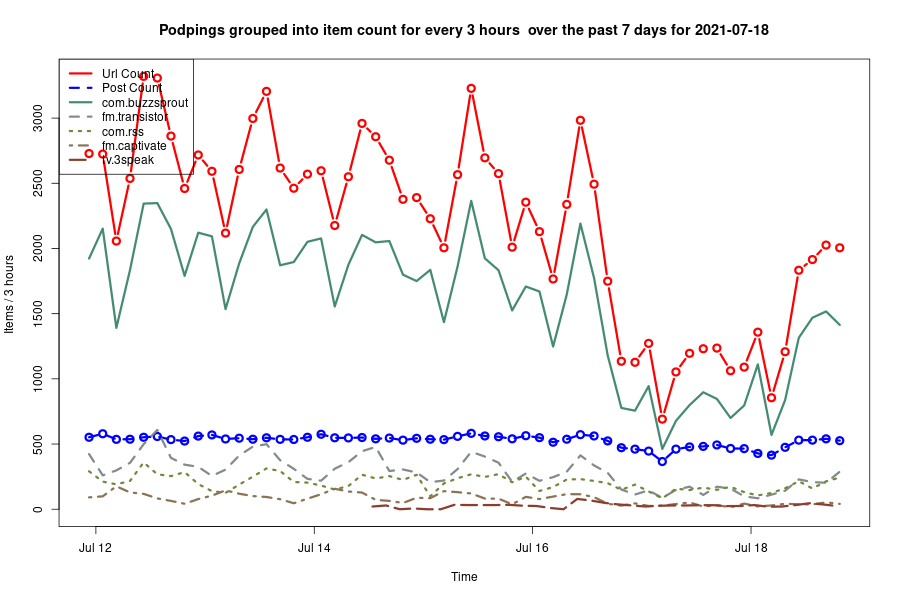 Podpings grouped into item count for every 3 hours  over the past 7 days for 2021-07-18
Url Count
Post Count
com.buzzsprout
fm.transistor
com.rss
fm.captivate
tv.3speak
3000
2500
2000
1500
1000
500
0
Items / 3 hours
Jul 12
Jul 14
Jul 16
Jul 18
Time